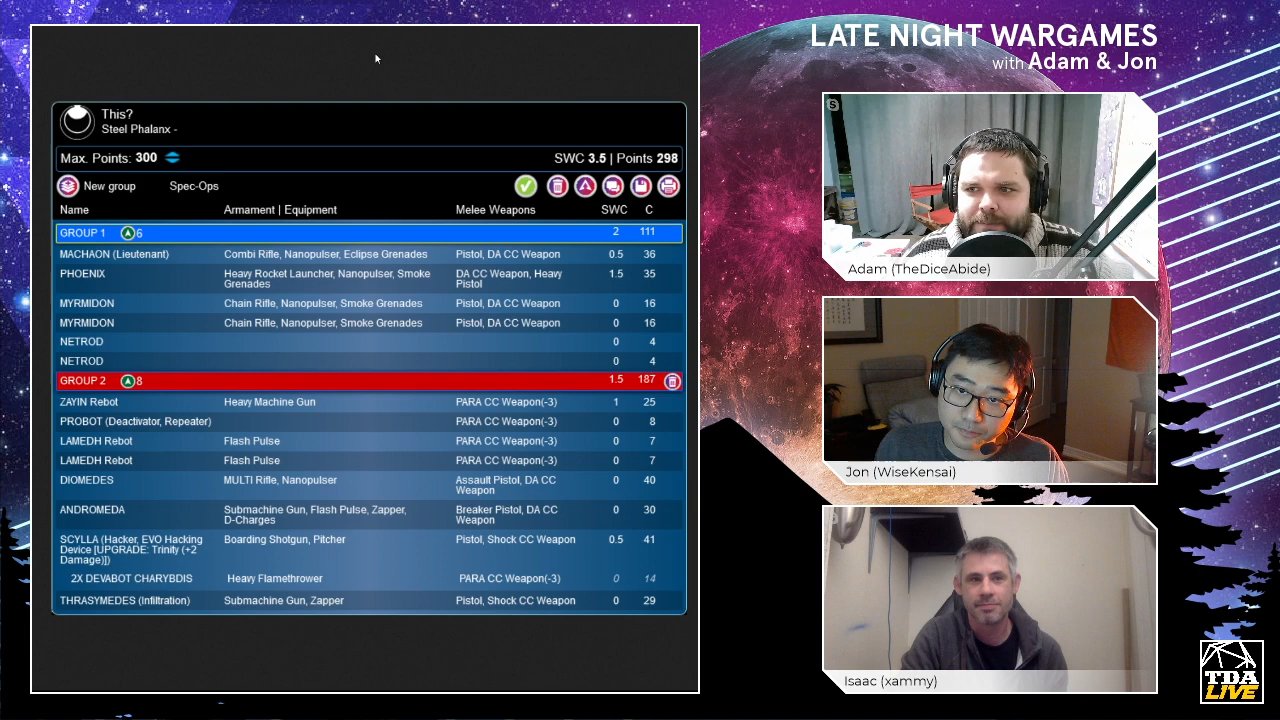 LATE NIGHT WARGAMES
with Adam & Jon
This?
Steel Phalanx -
Max. Points: 300 SWC 3.5 | Points 298
New group Spec-Ops
Name Armament | Equipment Melee Weapons SWC C
GROUP 1 6 2 111
MACHAON (Lieutenant) Combi Rifle, Nanopulser, Eclipse Grenades Pistol, DA CC Weapon 0.5 36
PHOENIX Heavy Rocket Launcher, Nanopulser, Smoke DA CC Weapon, Heavy 1.5 35
Grenades Pistol
MYRMIDON Chain Rifle, Nanopulser, Smoke Grenades Pistol, DA CC Weapon 0 16
MYRMIDON Chain Rifle, Nanopulser, Smoke Grenades Pistol, DA CC Weapon 0 16
NETROD 0 4
NETROD 0 4
GROUP 2 8 1.5 187
ZAYIN Rebot Heavy Machine Gun PARA CC Weapon(-3) 1 25
PROBOT (Deactivator, Repeater) PARA CC Weapon(-3) 0 8
LAMEDH Rebot Flash Pulse PARA CC Weapon(-3) 0 7
LAMEDH Rebot Flash Pulse PARA CC Weapon(-3) 0 7
DIOMEDES MULTI Rifle, Nanopulser Assault Pistol, DA CC 0 40
Weapon
ANDROMEDA Submachine Gun, Flash Pulse, Zapper, Breaker Pistol, DA CC 0 30
D-Charges Weapon
SCYLLA (Hacker, EVO Hacking Boarding Shotgun, Pitcher Pistol, Shock CC Weapon 0.5 41
Device [UPGRADE: Trinity (+2
Damage)])
2X DEVABOT CHARYBDIS Heavy Flamethrower PARA CC Weapon(-3) 0 14
THRASYMEDES (Infiltration) Submachine Gun, Zapper Pistol, Shock CC Weapon 0 29
Adam (TheDiceAbide)
Jon (WiseKensai)
Isaac (xammy)
TDA
LIVE